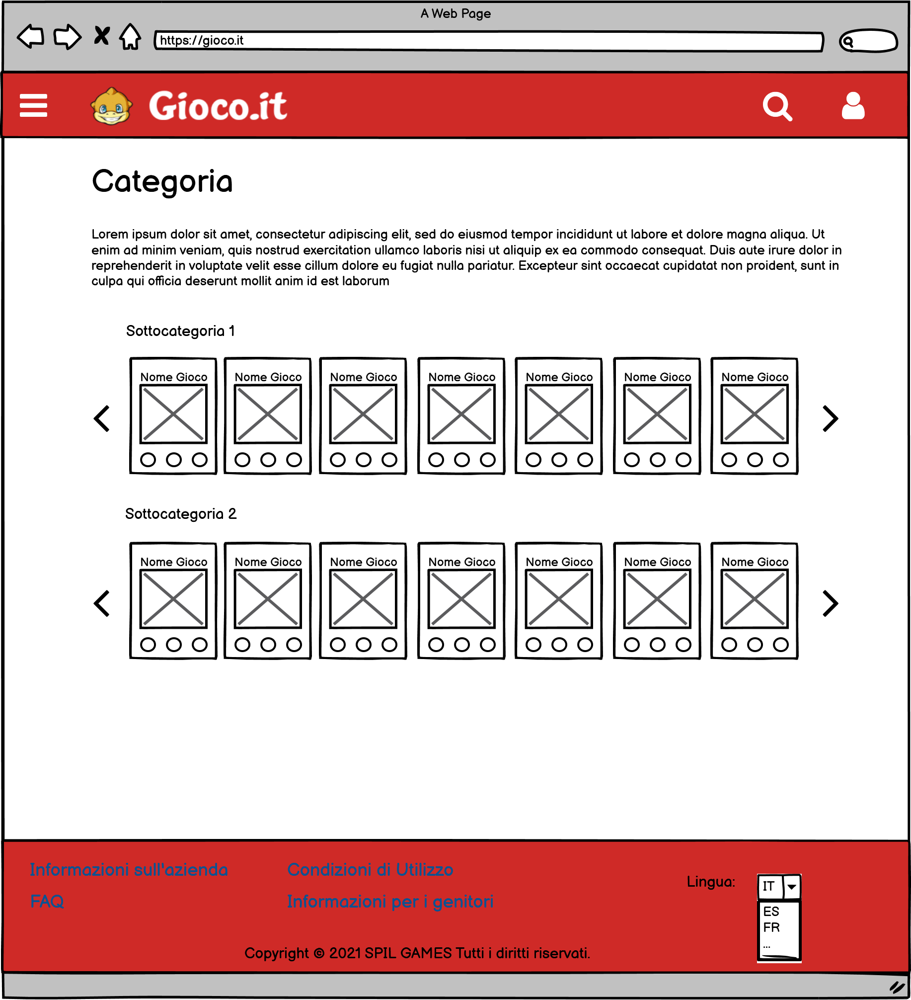 A Web Page
https://gioco.it
Gioco.it
Categoria
Lorem ipsum dolor sit amet, consectetur adipiscing elit, sed do eiusmod tempor incididunt ut labore et dolore magna aliqua. Ut
enim ad minim veniam, quis nostrud exercitation ullamco laboris nisi ut aliquip ex ea commodo consequat. Duis aute irure dolor in
reprehenderit in voluptate velit esse cillum dolore eu fugiat nulla pariatur. Excepteur sint occaecat cupidatat non proident, sunt in
culpa qui officia deserunt mollit anim id est laborum
Sottocategoria 1
Nome Gioco Nome Gioco Nome Gioco Nome Gioco Nome Gioco Nome Gioco Nome Gioco
Sottocategoria 2
Nome Gioco Nome Gioco Nome Gioco Nome Gioco Nome Gioco Nome Gioco Nome Gioco
Informazioni sull'azienda Condizioni di Utilizzo
Lingua: IT
FAQ Informazioni per i genitori
ES
FR
...
Copyright © 2021 SPIL GAMES Tutti i diritti riservati.